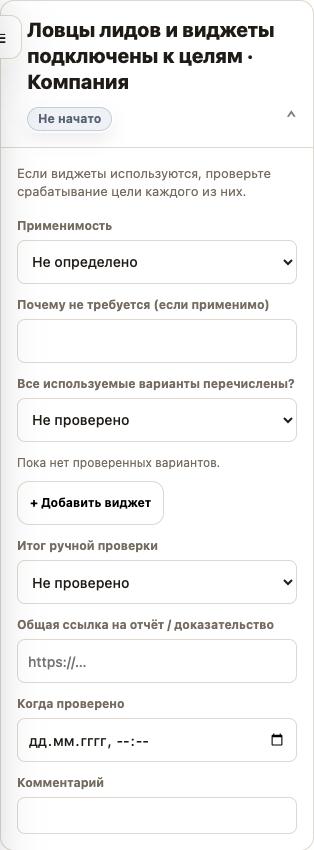 Ловцы лидов и виджеты
подключены к целям ·
Компания
Не начато
Если виджеты используются, проверьте
срабатывание цели каждого из них.
Применимость
Не определено
Почему не требуется (если применимо)
Все используемые варианты перечислены?
Не проверено
Пока нет проверенных вариантов.
+ Добавить виджет
Итог ручной проверки
Не проверено
Общая ссылка на отчёт / доказательство
https://...
Когда проверено
дд.мм.гггг, --:--
Комментарий